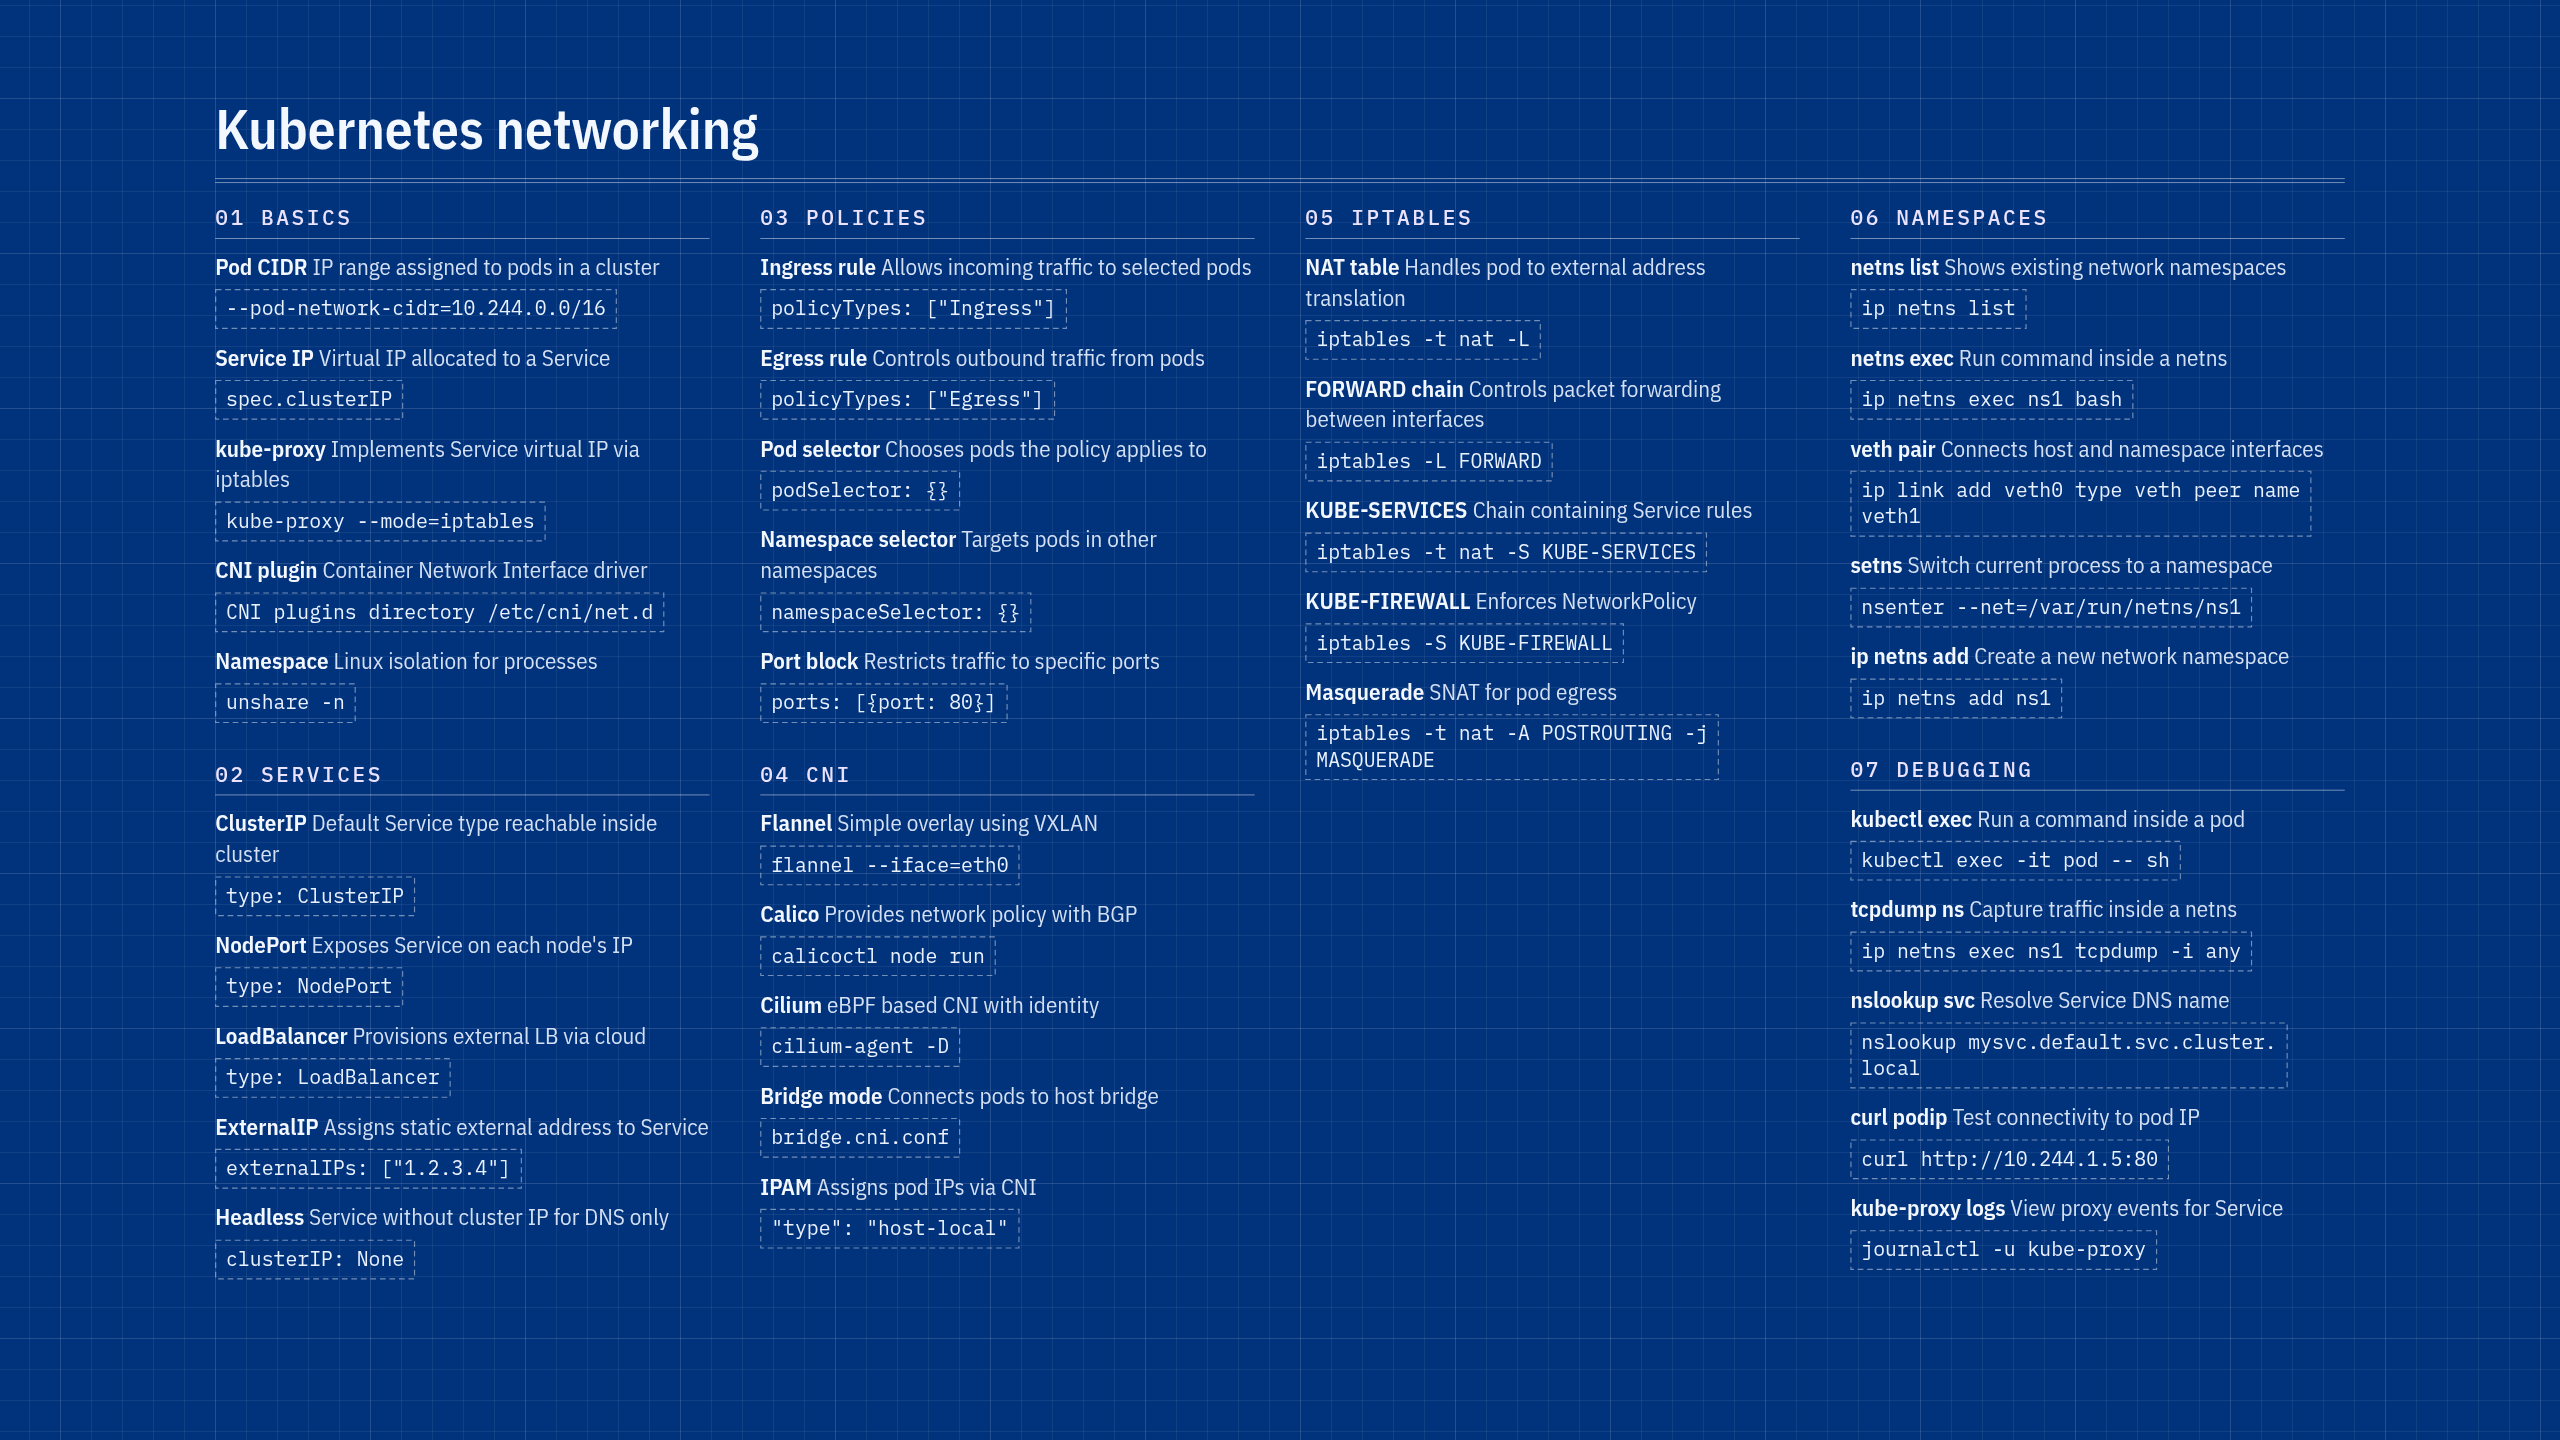 Kubernetes networking
01 BASICS
Pod CIDR IP range assigned to pods in a cluster
--pod-network-cidr=10.244.0.0/16
Service IP Virtual IP allocated to a Service
spec.clusterIP
kube-proxy Implements Service virtual IP via
iptables
kube-proxy --mode=iptables
CNI plugin Container Network Interface driver
CNI plugins directory /etc/cni/net.d
Namespace Linux isolation for processes
unshare -n
02 SERVICES
ClusterIP Default Service type reachable inside
cluster
type: ClusterIP
NodePort Exposes Service on each node's IP
type: NodePort
LoadBalancer Provisions external LB via cloud
type: LoadBalancer
ExternalIP Assigns static external address to Service
externalIPs: ["1.2.3.4"]
Headless Service without cluster IP for DNS only
clusterIP: None
03 POLICIES
Ingress rule Allows incoming traffic to selected pods
policyTypes: ["Ingress"]
Egress rule Controls outbound traffic from pods
policyTypes: ["Egress"]
Pod selector Chooses pods the policy applies to
podSelector: {}
Namespace selector Targets pods in other
namespaces
namespaceSelector: {}
Port block Restricts traffic to specific ports
ports: [{port: 80}]
04 CNI
Flannel Simple overlay using VXLAN
flannel --iface=eth0
Calico Provides network policy with BGP
calicoctl node run
Cilium eBPF based CNI with identity
cilium-agent -D
Bridge mode Connects pods to host bridge
bridge.cni.conf
IPAM Assigns pod IPs via CNI
"type": "host-local"
05 IPTABLES
NAT table Handles pod to external address
translation
iptables -t nat -L
FORWARD chain Controls packet forwarding
between interfaces
iptables -L FORWARD
KUBE-SERVICES Chain containing Service rules
iptables -t nat -S KUBE-SERVICES
KUBE-FIREWALL Enforces NetworkPolicy
iptables -S KUBE-FIREWALL
Masquerade SNAT for pod egress
iptables -t nat -A POSTROUTING -j
MASQUERADE
06 NAMESPACES
netns list Shows existing network namespaces
ip netns list
netns exec Run command inside a netns
ip netns exec ns1 bash
veth pair Connects host and namespace interfaces
ip link add veth0 type veth peer name
veth1
setns Switch current process to a namespace
nsenter --net=/var/run/netns/ns1
ip netns add Create a new network namespace
ip netns add ns1
07 DEBUGGING
kubectl exec Run a command inside a pod
kubectl exec -it pod -- sh
tcpdump ns Capture traffic inside a netns
ip netns exec ns1 tcpdump -i any
nslookup svc Resolve Service DNS name
nslookup mysvc.default.svc.cluster.
local
curl podip Test connectivity to pod IP
curl http://10.244.1.5:80
kube-proxy logs View proxy events for Service
journalctl -u kube-proxy